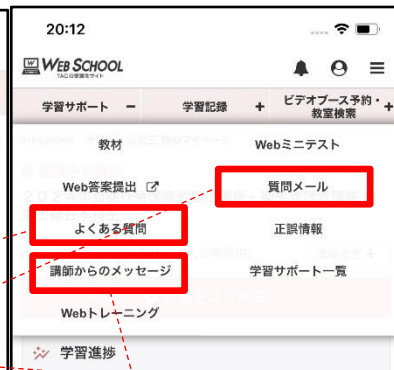 20:12
WEB SCHOOL
TACの受講生サイト
学習サポート － 学習記録 ＋ ビデオブース予約・教室検索 ＋
教材 Webミニテスト
Web答案提出 質問メール
よくある質問 正誤情報
講師からのメッセージ 学習サポート一覧
Webトレーニング
学習進捗